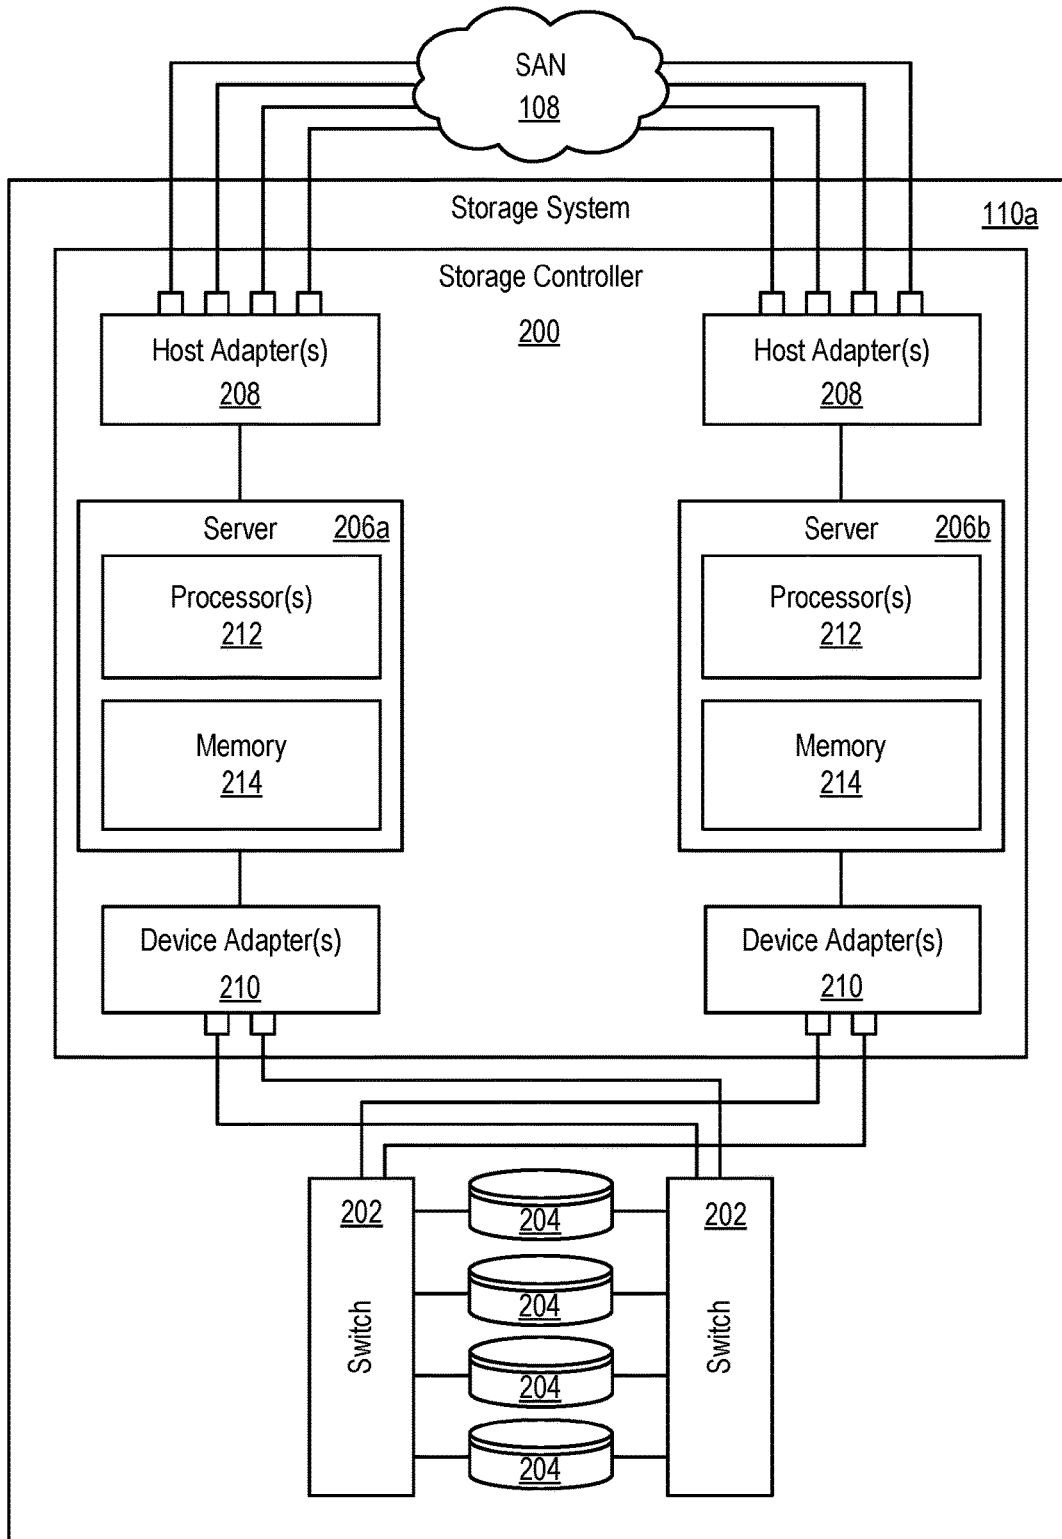 SAN
108
Storage System
110a
Storage Controller
200
Host Adapter(s)
208
Host Adapter(s)
208
Server
206a
Server
206b
Processor(s)
212
Processor(s)
212
Memory
214
Memory
214
Device Adapter(s)
210
Device Adapter(s)
210
202
204
202
204
204
204
Switch
Switch